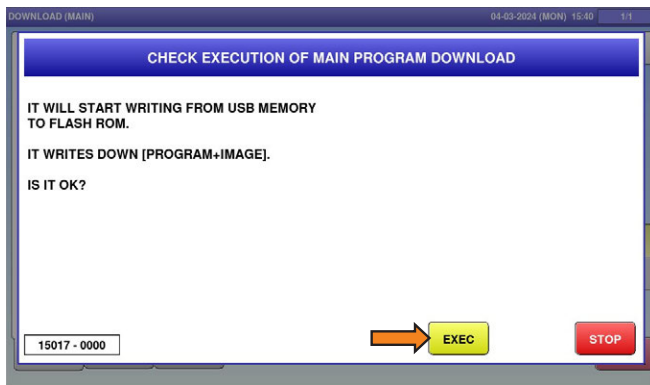 DOWNLOAD (MAIN) 04-03-2024 (MON) 15:40 1/1
CHECK EXECUTION OF MAIN PROGRAM DOWNLOAD
IT WILL START WRITING FROM USB MEMORY
TO FLASH ROM.
IT WRITES DOWN [PROGRAM+IMAGE].
IS IT OK?
15017 - 0000 EXEC STOP